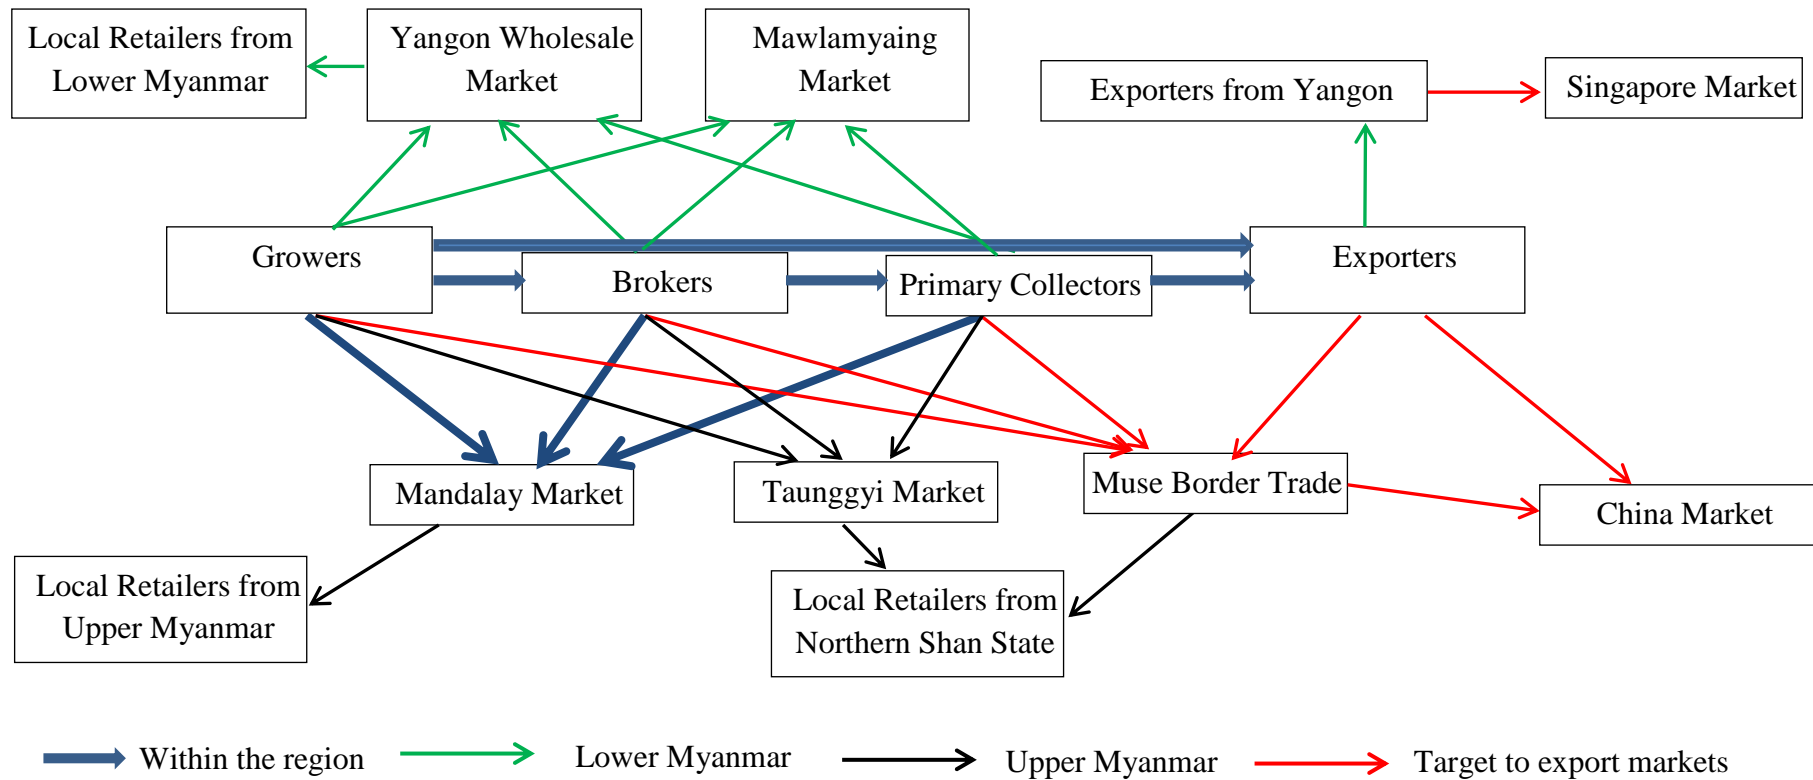 Local Retailers from
Lower Myanmar
Yangon Wholesale
Market
Mawlamyaing
Market
Exporters from Yangon
Singapore Market
Growers
Brokers
Primary Collectors
Exporters
Mandalay Market
Taunggyi Market
Muse Border Trade
China Market
Local Retailers from
Upper Myanmar
Local Retailers from
Northern Shan State
Within the region
Lower Myanmar
Upper Myanmar
Target to export markets